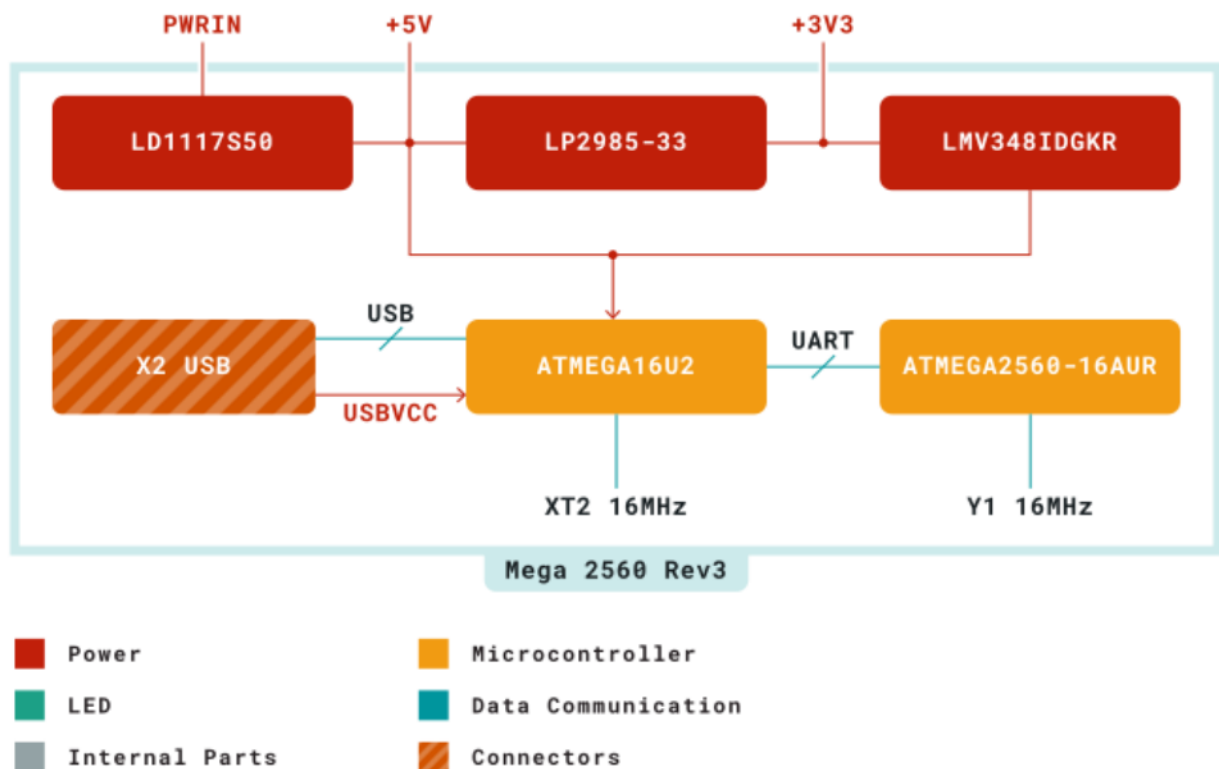 PWRIN
+5V
+3V3
LD1117S50
LP2985-33
LMV348IDGKR
USB
X2 USB
USBVCC
ATMEGA16U2
UART
ATMEGA2560-16AUR
XT2 16MHz
Y1 16MHz
Mega 2560 Rev3
Power
Microcontroller
LED
Data Communication
Internal Parts
Connectors